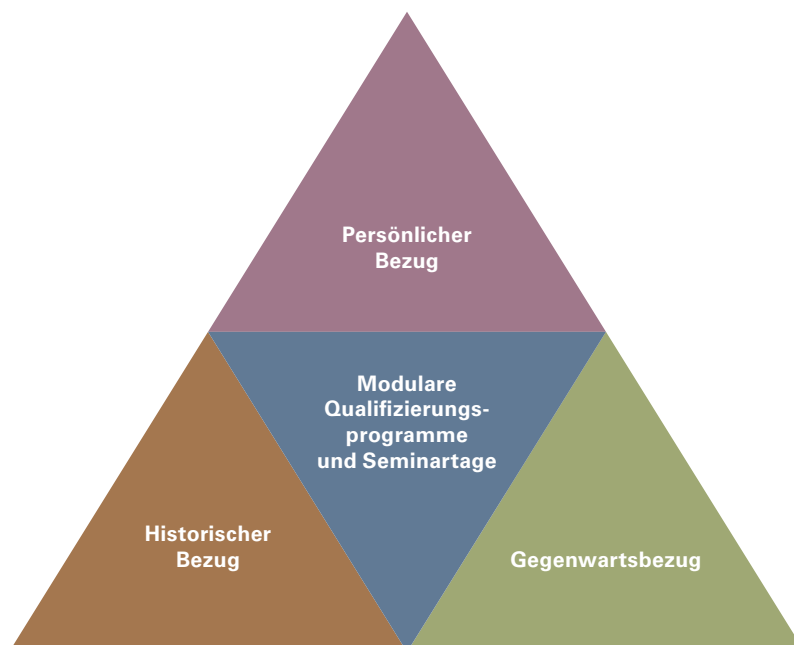 Persönlicher
Bezug
Modulare
Qualifizierungs-
programme
und Seminartage
Historischer
Bezug
Gegenwartsbezug